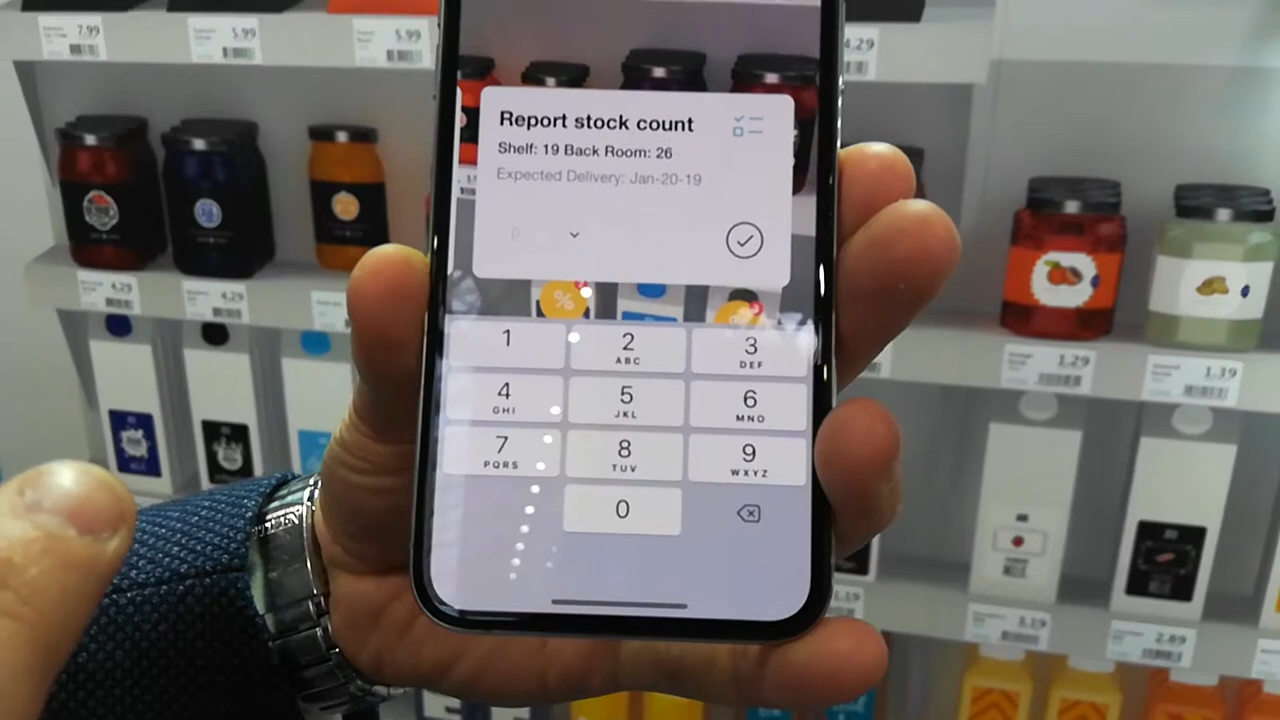 7.99
5.99
5.99
4.29
Report stock count
Shelf: 19 Back Room: 26
Expected Delivery: Jan-20-19
4.29
4.29
%
1
2
ABC
3
DEF
4
GHI
5
JKL
6
MNO
7
PQRS
8
TUV
9
WXYZ
0
1.29
1.39
1.19
3.19
2.89